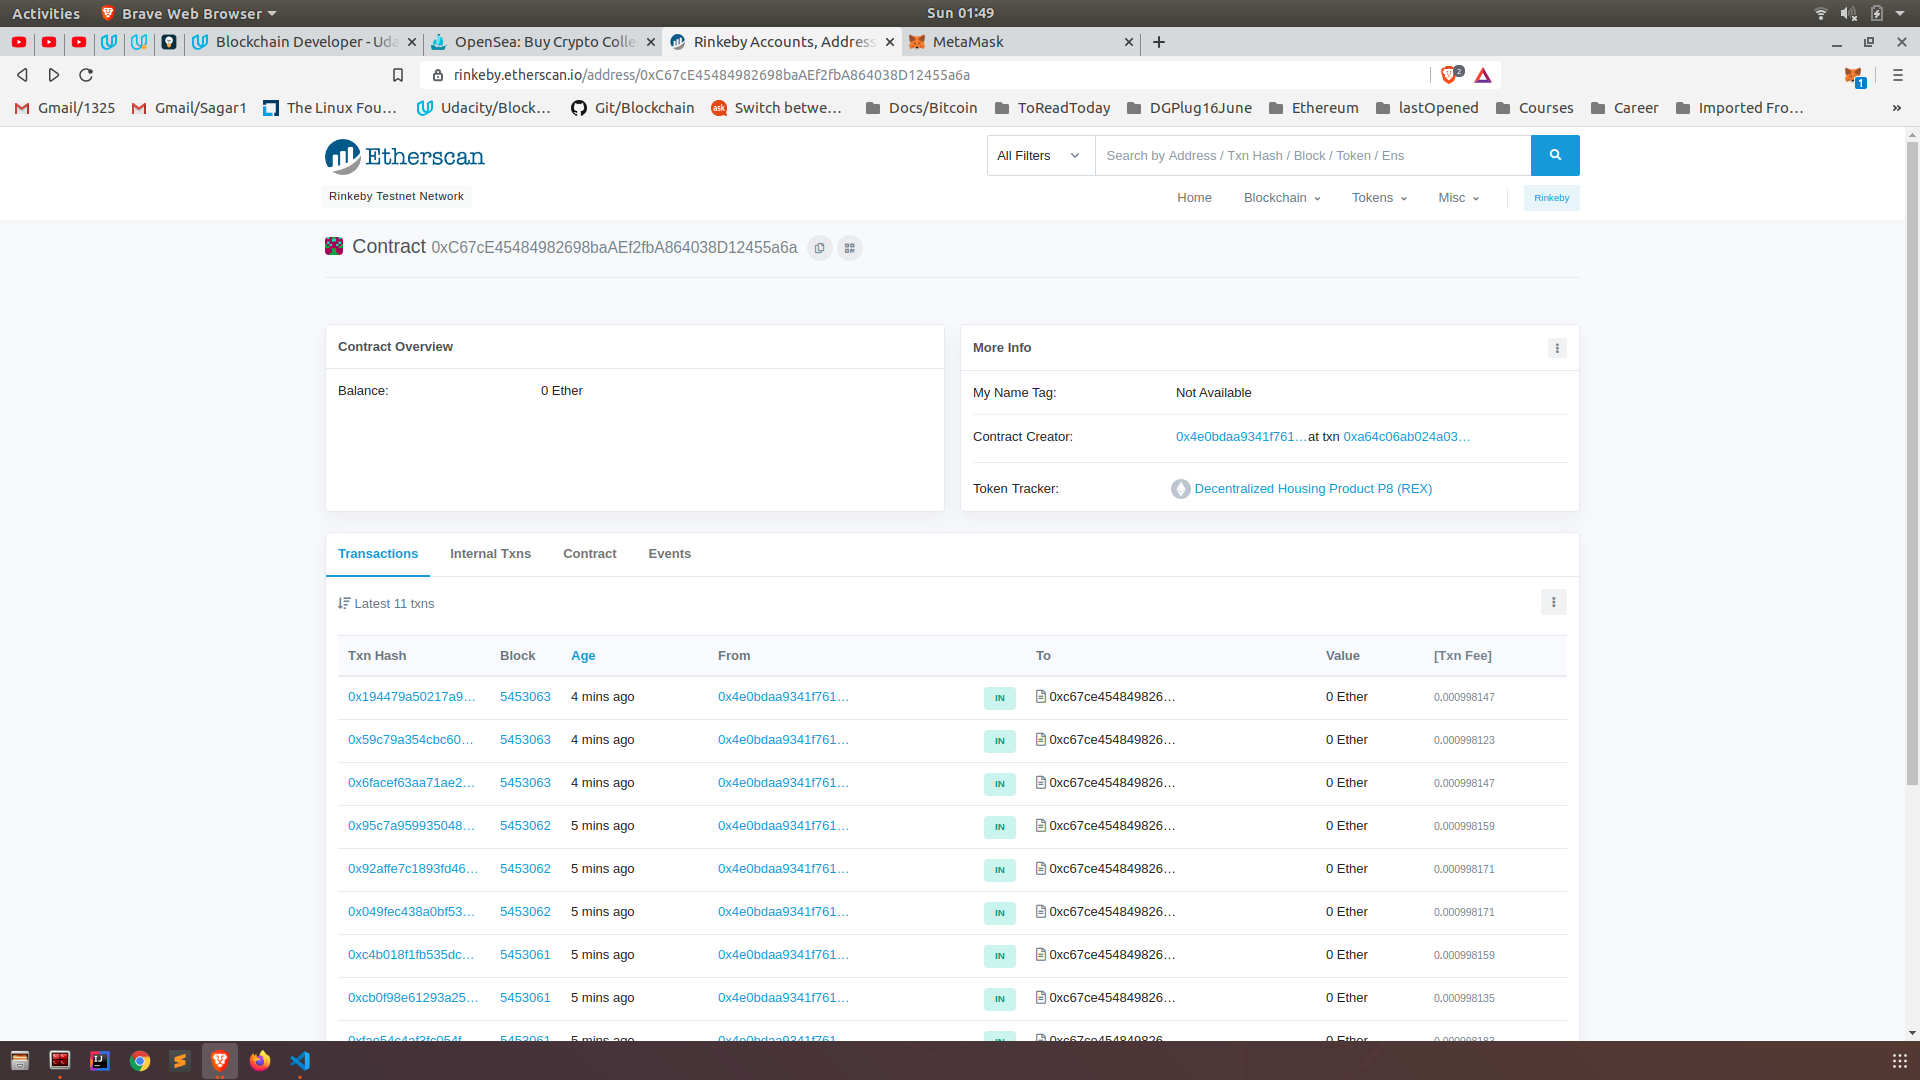 Activities Brave Web Browser Sun 01:49
Blockchain Developer - Uda OpenSea: Buy Crypto Colle Rinkeby Accounts, Address MetaMask
rinkeby.etherscan.io/address/0xC67cE45484982698baAEf2fbA864038D12455a6a 2 1
Gmail/1325 Gmail/Sagar1 The Linux Fou... Udacity/Block... Git/Blockchain ask Switch betwe... Docs/Bitcoin ToReadToday DGPlug16June Ethereum lastOpened Courses Career Imported Fro... »
Etherscan All Filters Search by Address / Txn Hash / Block / Token / Ens
Rinkeby Testnet Network Home Blockchain Tokens Misc Rinkeby
Contract 0xC67cE45484982698baAEf2fbA864038D12455a6a
Contract Overview
Balance: 0 Ether
More Info
My Name Tag: Not Available
Contract Creator: 0x4e0bdaa9341f761... at txn 0xa64c06ab024a03...
Token Tracker: Decentralized Housing Product P8 (REX)
Transactions Internal Txns Contract Events
Latest 11 txns
Txn Hash Block Age From To Value [Txn Fee]
0x194479a50217a9... 5453063 4 mins ago 0x4e0bdaa9341f761... IN 0xc67ce454849826... 0 Ether 0.000998147
0x59c79a354cbc60... 5453063 4 mins ago 0x4e0bdaa9341f761... IN 0xc67ce454849826... 0 Ether 0.000998123
0x6facef63aa71ae2... 5453063 4 mins ago 0x4e0bdaa9341f761... IN 0xc67ce454849826... 0 Ether 0.000998147
0x95c7a959935048... 5453062 5 mins ago 0x4e0bdaa9341f761... IN 0xc67ce454849826... 0 Ether 0.000998159
0x92affe7c1893fd46... 5453062 5 mins ago 0x4e0bdaa9341f761... IN 0xc67ce454849826... 0 Ether 0.000998171
0x049fec438a0bf53... 5453062 5 mins ago 0x4e0bdaa9341f761... IN 0xc67ce454849826... 0 Ether 0.000998171
0xc4b018f1fb535dc... 5453061 5 mins ago 0x4e0bdaa9341f761... IN 0xc67ce454849826... 0 Ether 0.000998159
0xcb0f98e61293a25... 5453061 5 mins ago 0x4e0bdaa9341f761... IN 0xc67ce454849826... 0 Ether 0.000998135
5453061 5 mins ago 0x4e0bdaa9341f761... IN 0xc67ce454849826... 0 Ether